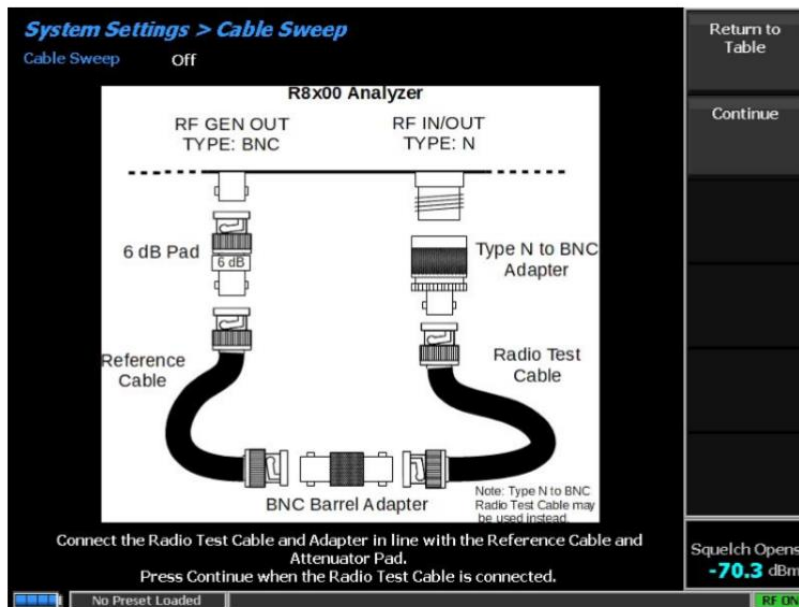 System Settings > Cable Sweep
Cable Sweep Off
R8x00 Analyzer
RF GEN OUT
TYPE: BNC
RF IN/OUT
TYPE: N
6 dB Pad
6 dB
Type N to BNC
Adapter
Reference
Cable
Radio Test
Cable
BNC Barrel Adapter
Note: Type N to BNC
Radio Test Cable may
be used instead.
Connect the Radio Test Cable and Adapter in line with the Reference Cable and
Attenuator Pad.
Press Continue when the Radio Test Cable is connected.
Return to
Table
Continue
Squelch Opens
-70.3 dBm
No Preset Loaded
RF ON